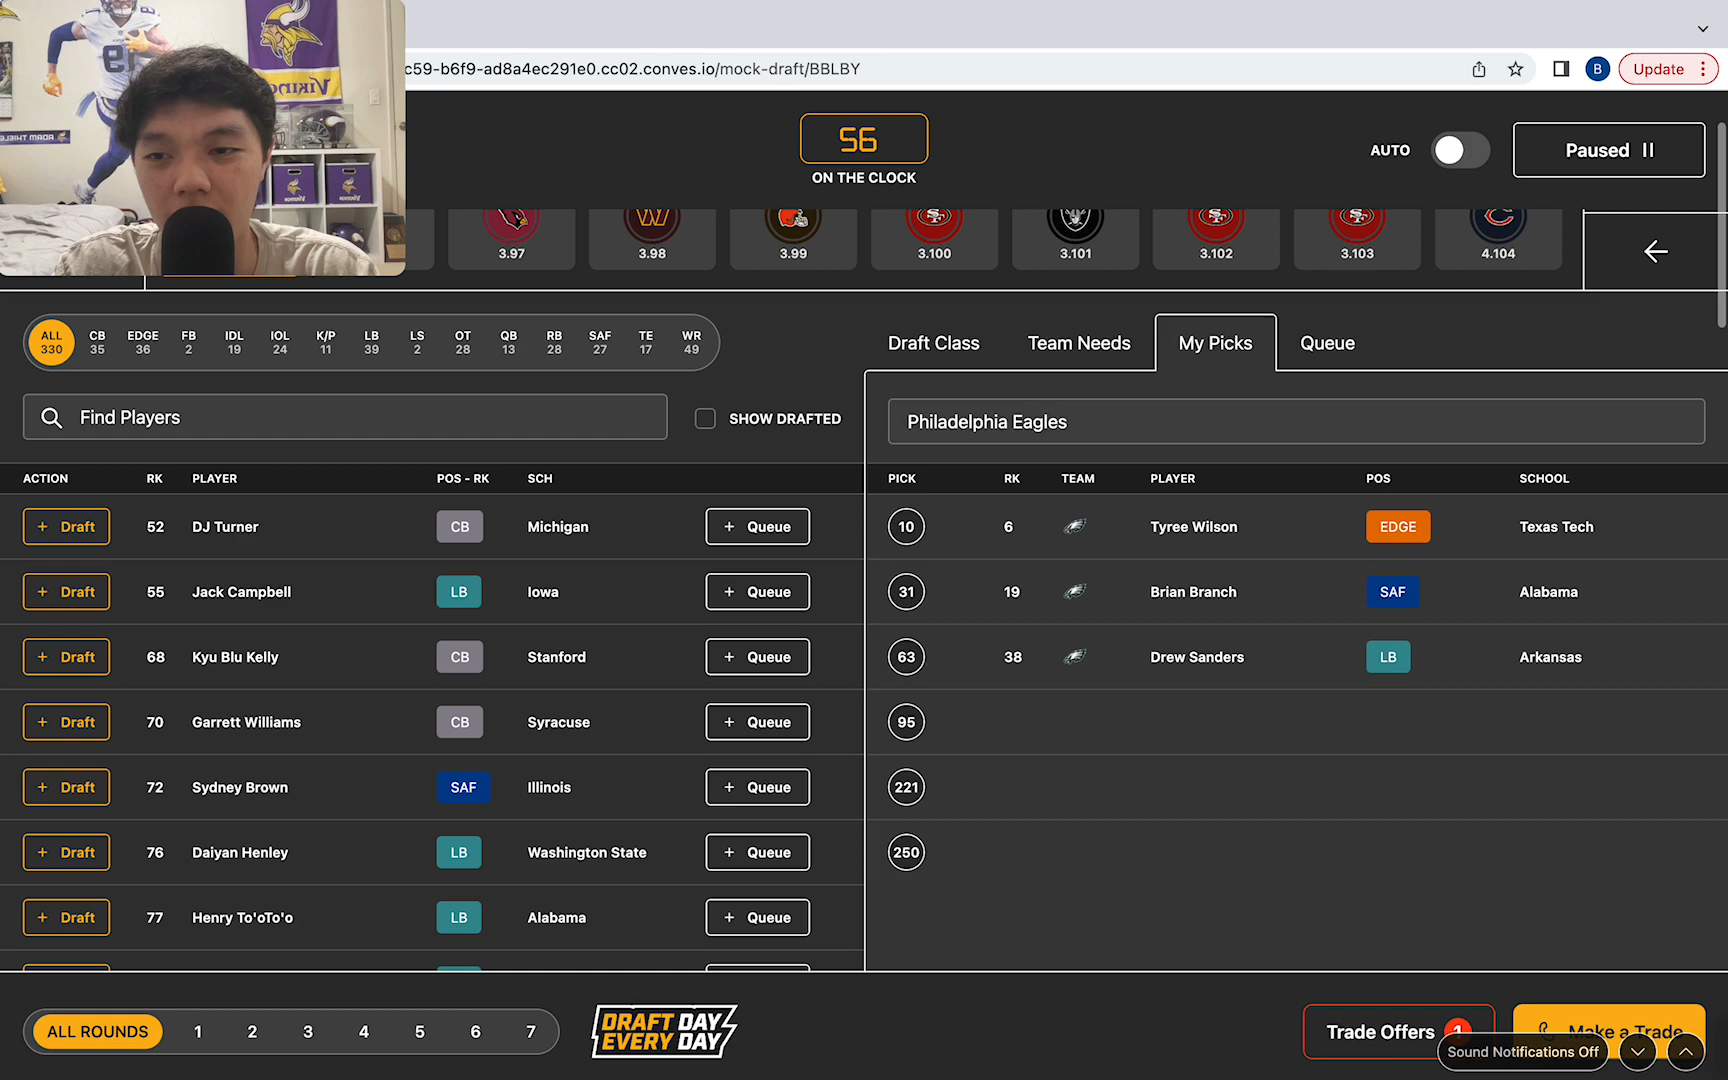 c59-b6f9-ad8a4ec291e0.cc02.conves.io/mock-draft/BBLBY
B
Update
56
ON THE CLOCK
AUTO
Paused
3.97
3.98
3.99
3.100
3.101
3.102
3.103
4.104
ALL 330
CB 35
EDGE 36
FB 2
IDL 19
IOL 24
K/P 11
LB 39
LS 2
OT 28
QB 13
RB 28
SAF 27
TE 17
WR 49
Draft Class
Team Needs
My Picks
Queue
Find Players
SHOW DRAFTED
Philadelphia Eagles
ACTION RK PLAYER POS - RK SCH
+ Draft 52 DJ Turner CB Michigan + Queue
+ Draft 55 Jack Campbell LB Iowa + Queue
+ Draft 68 Kyu Blu Kelly CB Stanford + Queue
+ Draft 70 Garrett Williams CB Syracuse + Queue
+ Draft 72 Sydney Brown SAF Illinois + Queue
+ Draft 76 Daiyan Henley LB Washington State + Queue
+ Draft 77 Henry To'oTo'o LB Alabama + Queue
PICK RK TEAM PLAYER POS SCHOOL
10 6 Tyree Wilson EDGE Texas Tech
31 19 Brian Branch SAF Alabama
63 38 Drew Sanders LB Arkansas
95
221
250
ALL ROUNDS 1 2 3 4 5 6 7
DRAFT DAY
EVERY DAY
Trade Offers 1
Make a Trade
Sound Notifications Off